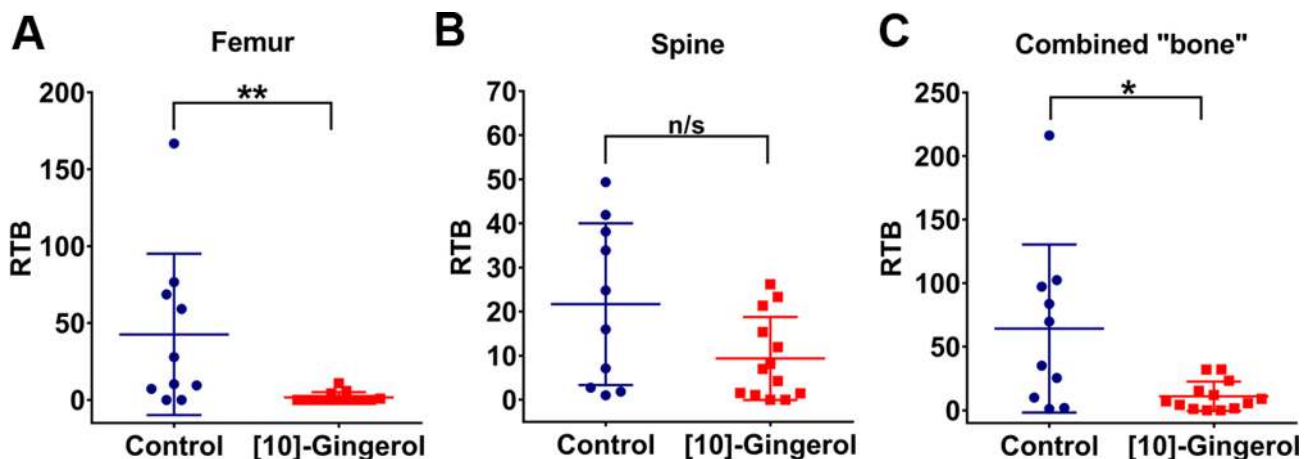 A
Femur
200
150
100
50
0
RTB
**
Control
[10]-Gingerol
B
Spine
70
60
50
40
30
20
10
0
RTB
n/s
Control
[10]-Gingerol
C
Combined "bone"
250
200
150
100
50
0
RTB
*
Control
[10]-Gingerol